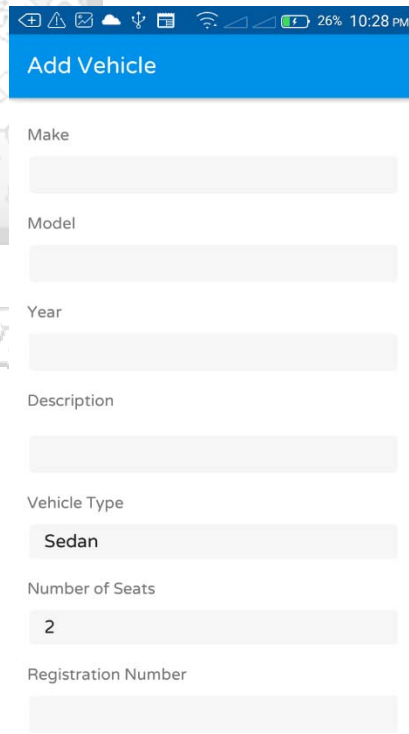 26% 10:28 PM
Add Vehicle
Make
Model
Year
Description
Vehicle Type
Sedan
Number of Seats
2
Registration Number